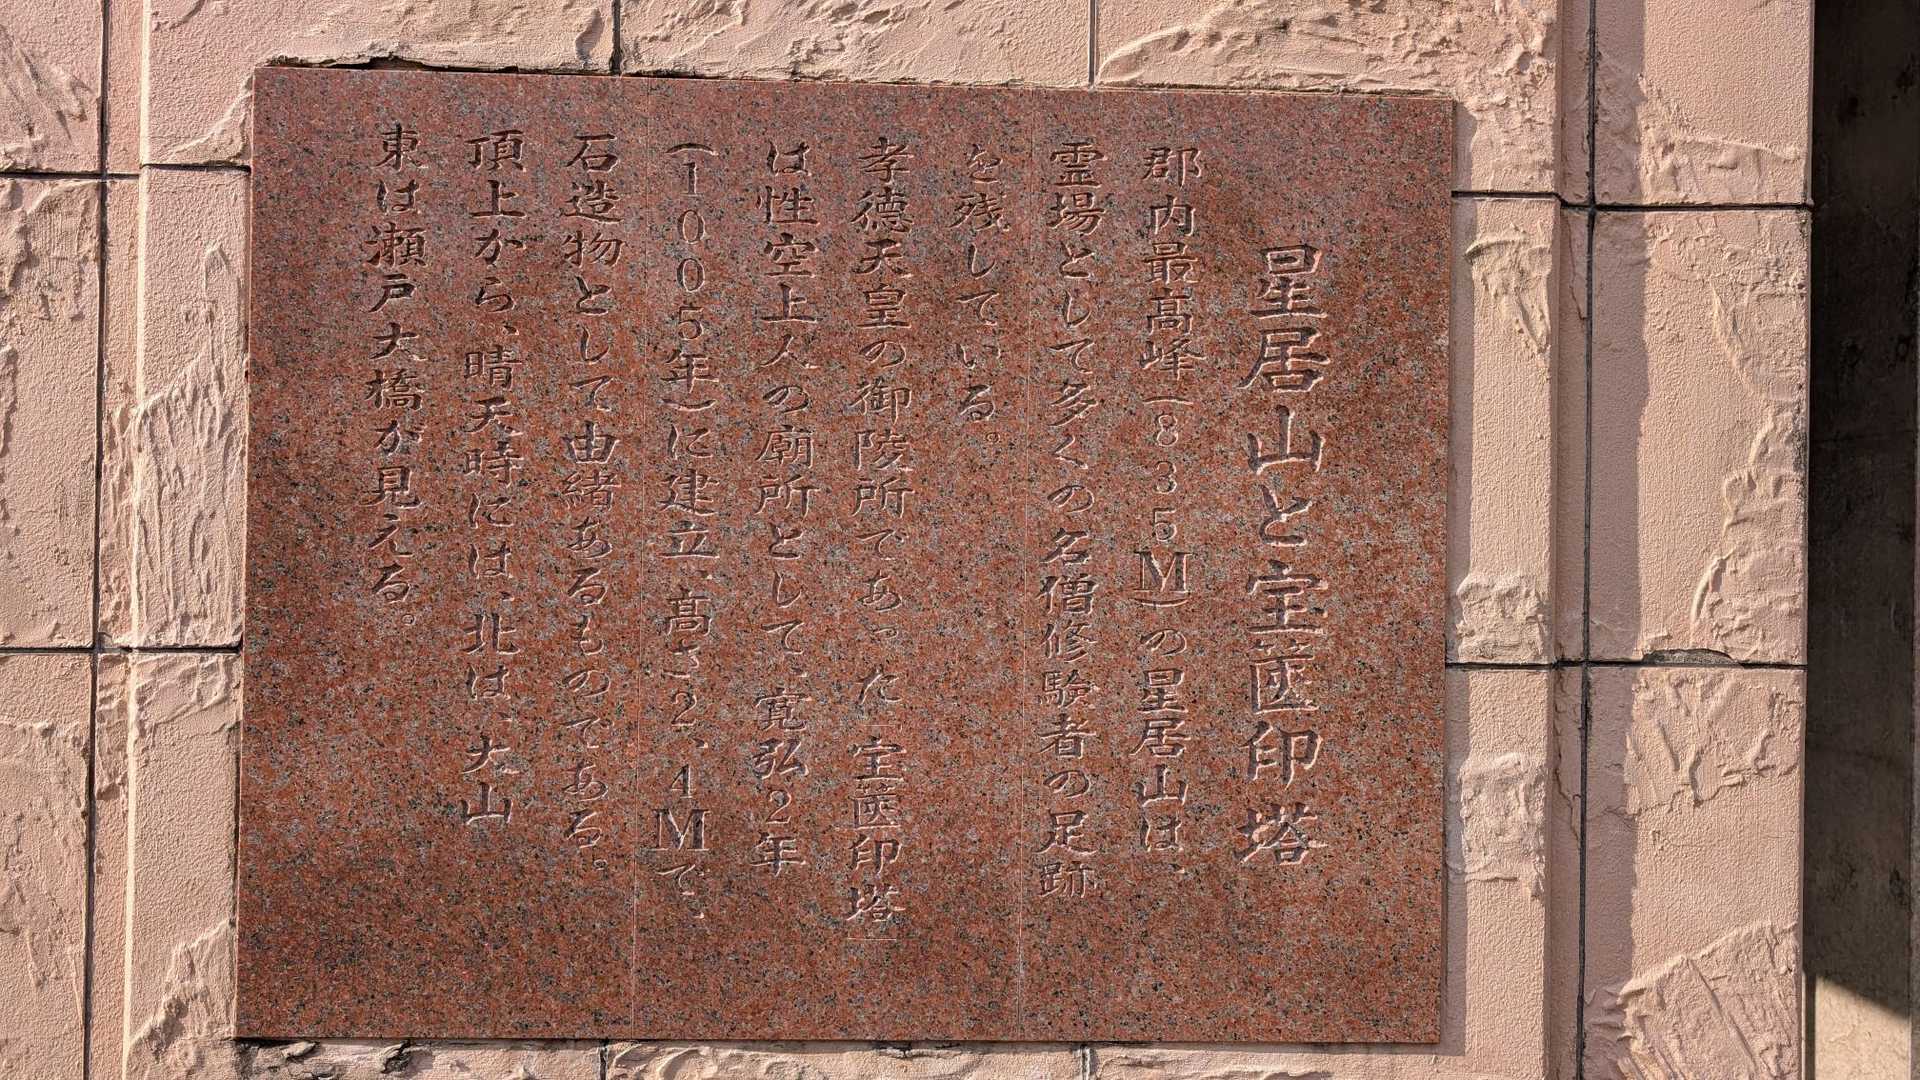 星居山と宝篋印塔
郡内最高峰(835M)の星居山は、
霊場として多くの名僧修験者の足跡
を残している。
孝徳天皇の御陵所であった「宝篋印塔」
は性空上人の廟所として、寛弘2年
(1005年)に建立、高さ2、4Mで、
石造物として由緒あるものである。
頂上から、晴天時には、北は、大山
東は瀬戸大橋が見える。